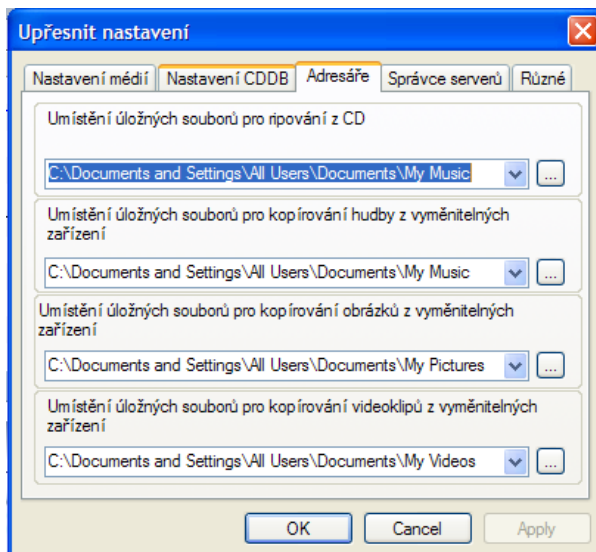 Upřesnit nastavení
Nastavení médií Nastavení CDDB Adresáře Správce serverů Různé
Umístění úložných souborů pro ripování z CD
C:\Documents and Settings\All Users\Documents\My Music ...
Umístění úložných souborů pro kopírování hudby z vyměnitelných
zařízení
C:\Documents and Settings\All Users\Documents\My Music ...
Umístění úložných souborů pro kopírování obrázků z vyměnitelných
zařízení
C:\Documents and Settings\All Users\Documents\My Pictures ...
Umístění úložných souborů pro kopírování videoklipů z vyměnitelných
zařízení
C:\Documents and Settings\All Users\Documents\My Videos ...
OK Cancel Apply